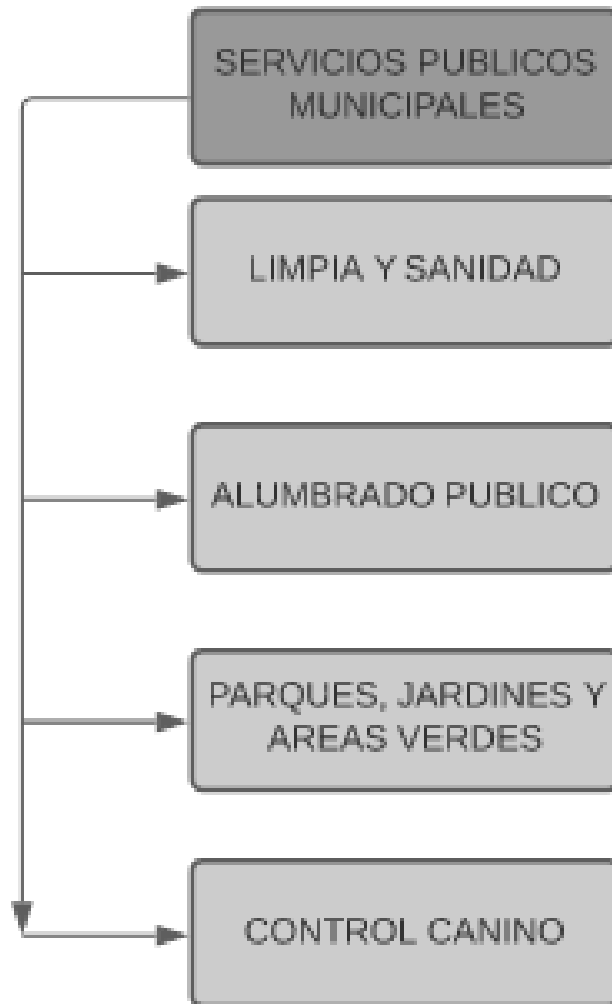 SERVICIOS PUBLICOS
MUNICIPALES
LIMPIA Y SANIDAD
ALUMBRADO PUBLICO
PARQUES, JARDINES Y
AREAS VERDES
CONTROL CANINO